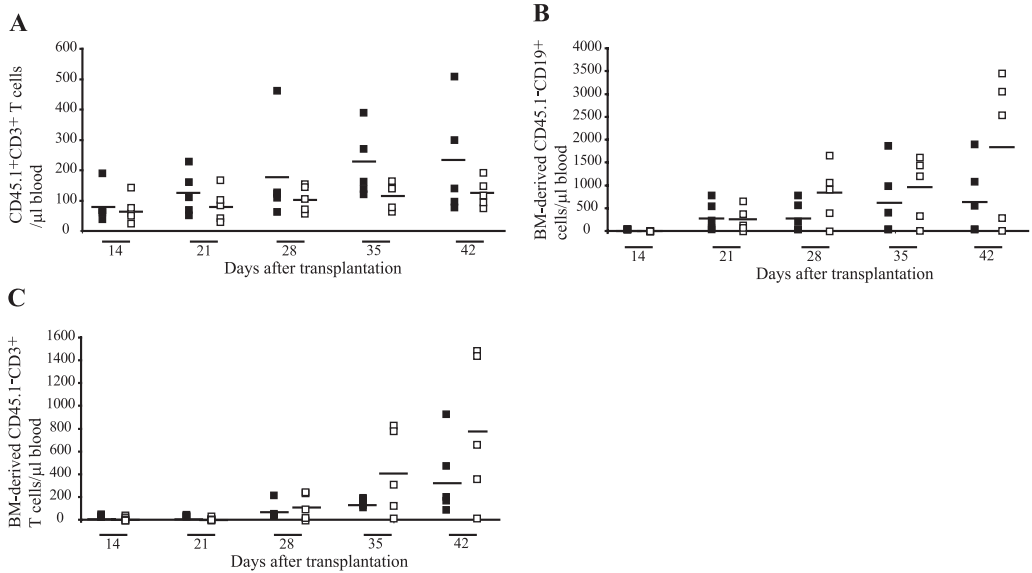 A
CD45.1+CD3+ T cells
/µl blood
600
500
400
300
200
100
0
14 21 28 35 42
Days after transplantation
B
BM-derived CD45.1-CD19+
cells/µl blood
4000
3500
3000
2500
2000
1500
1000
500
0
14 21 28 35 42
Days after transplantation
C
BM-derived CD45.1-CD3+
T cells/µl blood
1600
1400
1200
1000
800
600
400
200
0
14 21 28 35 42
Days after transplantation